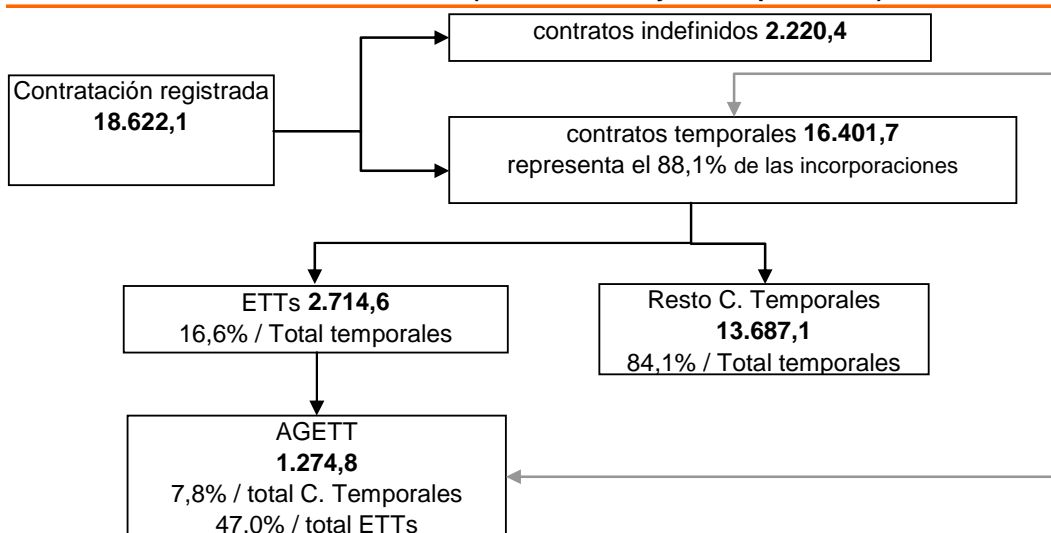 contratos indefinidos 2.220,4
Contratación registrada
18.622,1
contratos temporales 16.401,7
representa el 88,1% de las incorporaciones
ETTs 2.714,6
16,6% / Total temporales
Resto C. Temporales
13.687,1
84,1% / Total temporales
AGETT
1.274,8
7,8% / total C. Temporales
47,0% / total ETTs